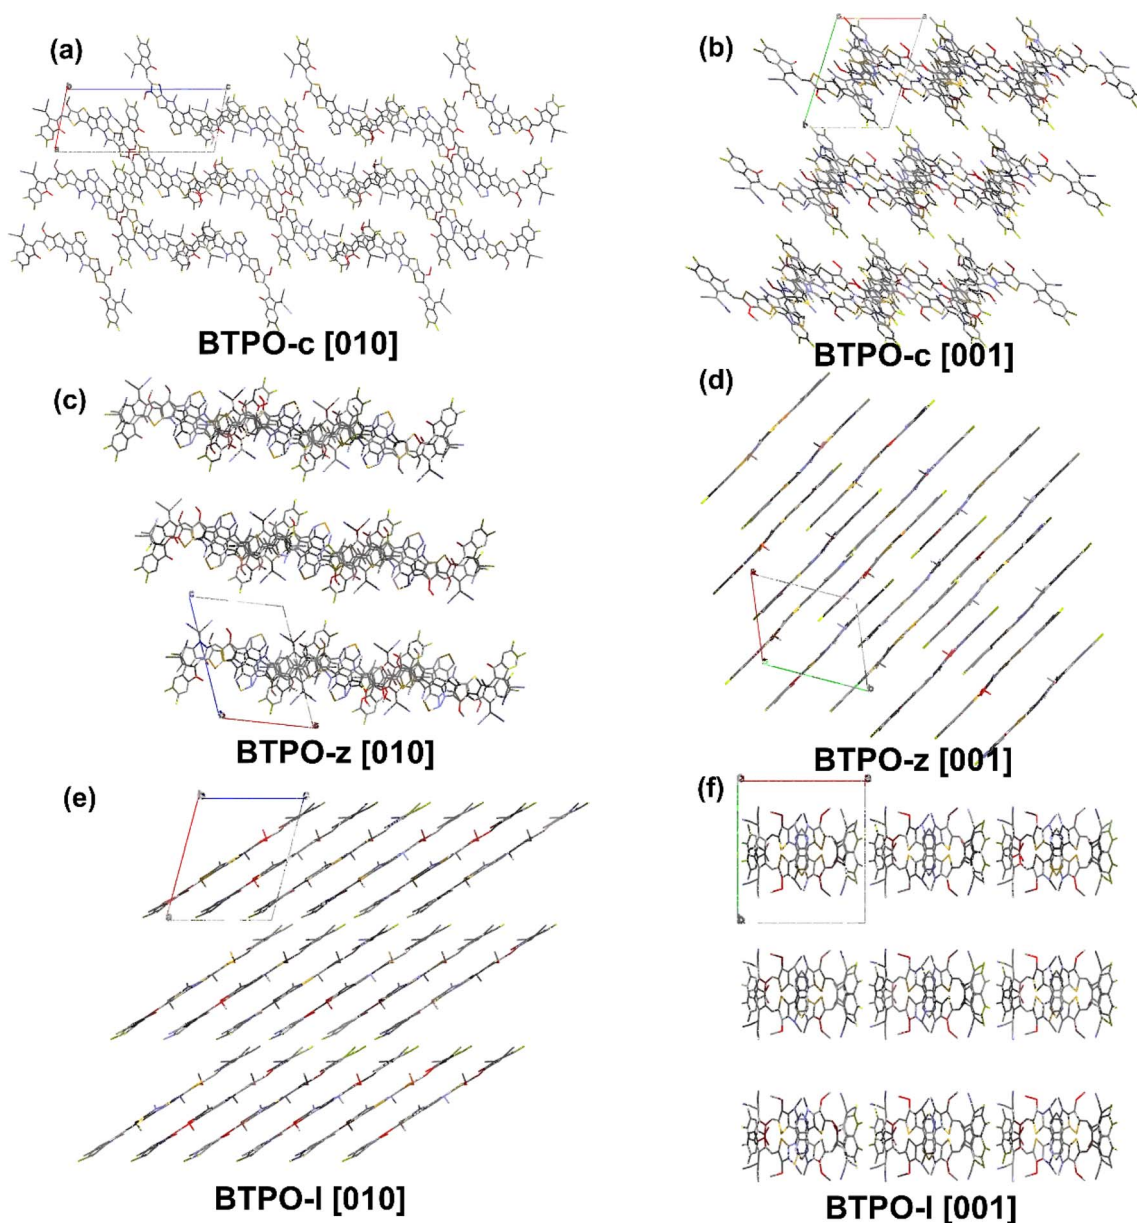 (a)
(b)
BTPO-c [010]
BTPO-c [001]
(c)
(d)
BTPO-z [010]
BTPO-z [001]
(e)
(f)
BTPO-l [010]
BTPO-l [001]